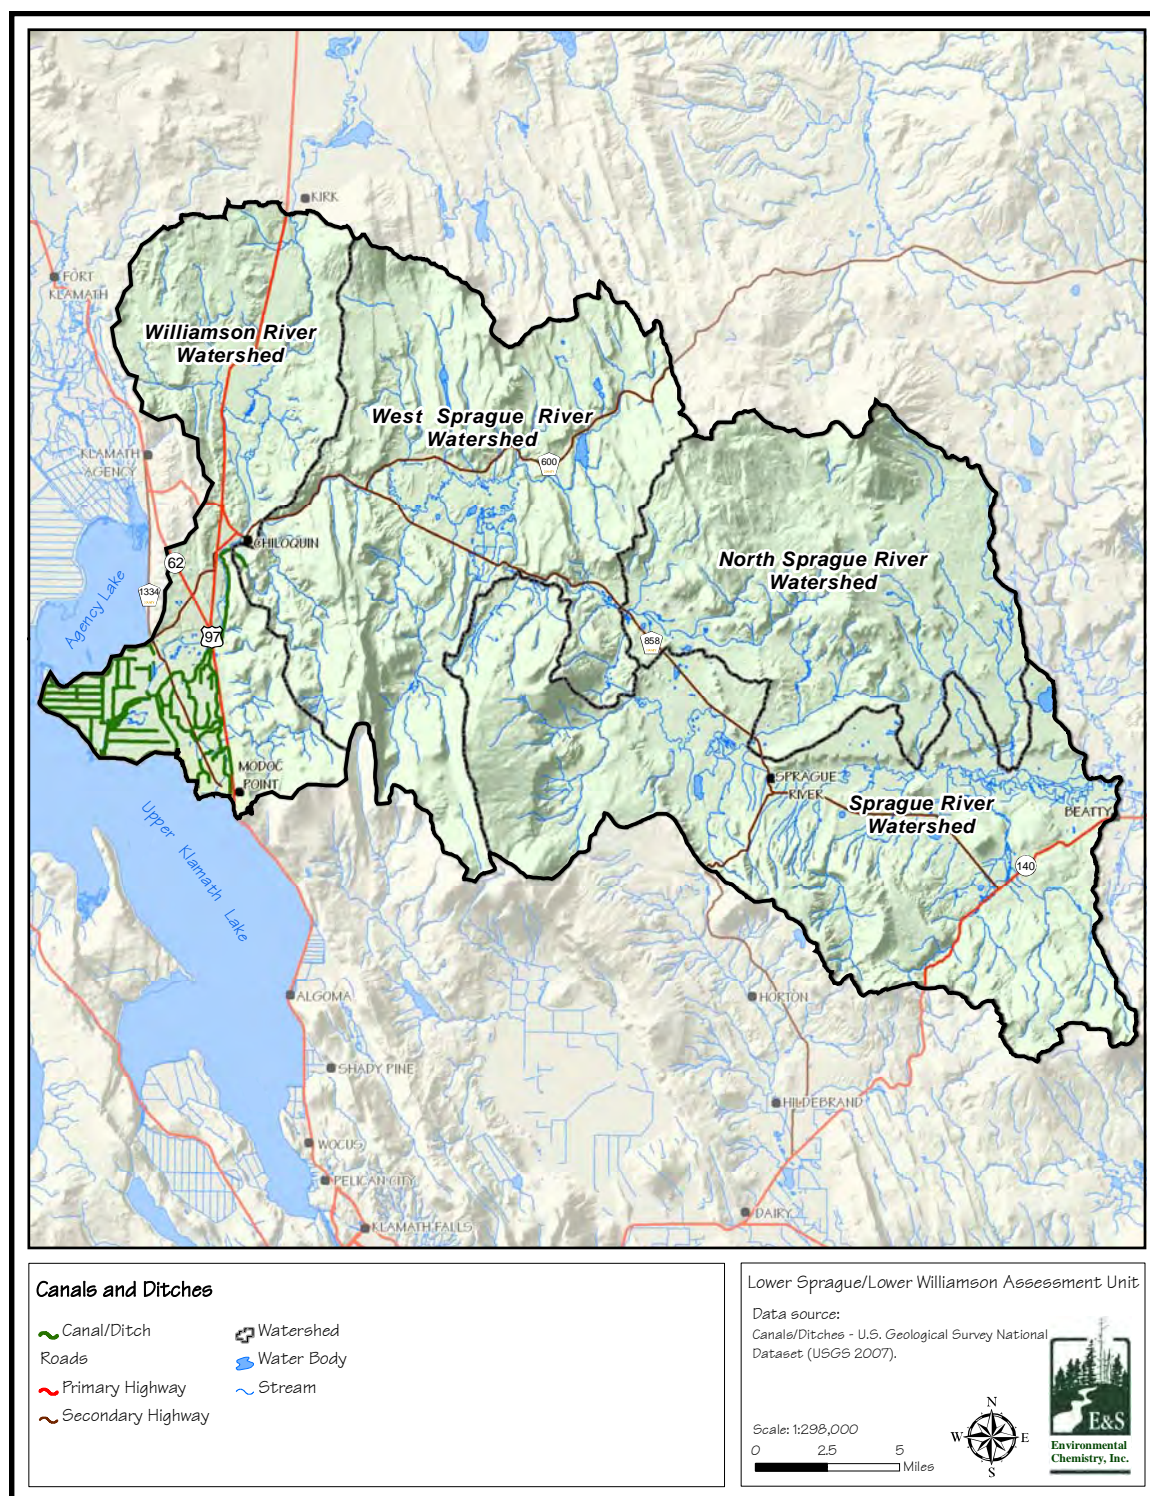 KIRK
FORT
KLAMATH
Williamson River
Watershed
West Sprague River
Watershed
KLAMATH
AGENCY
600
CHILOQUIN
62
1334
Agency Lake
97
North Sprague River
Watershed
858
MODOC
POINT
SPRAGUE
RIVER
Sprague River
Watershed
BEATTY
140
Upper Klamath Lake
ALGOMA
HORTON
SHADY PINE
HILDEBRAND
WOCUS
PELICAN CITY
DAIRY
KLAMATH FALLS
Canals and Ditches
Canal/Ditch
Roads
Primary Highway
Secondary Highway
Watershed
Water Body
Stream
Lower Sprague/Lower Williamson Assessment Unit
Data source:
Canals/Ditches - U.S. Geological Survey National
Dataset (USGS 2007).
Scale: 1:298,000
0 2.5 5
Miles
N
W E
S
E&S
Environmental
Chemistry, Inc.